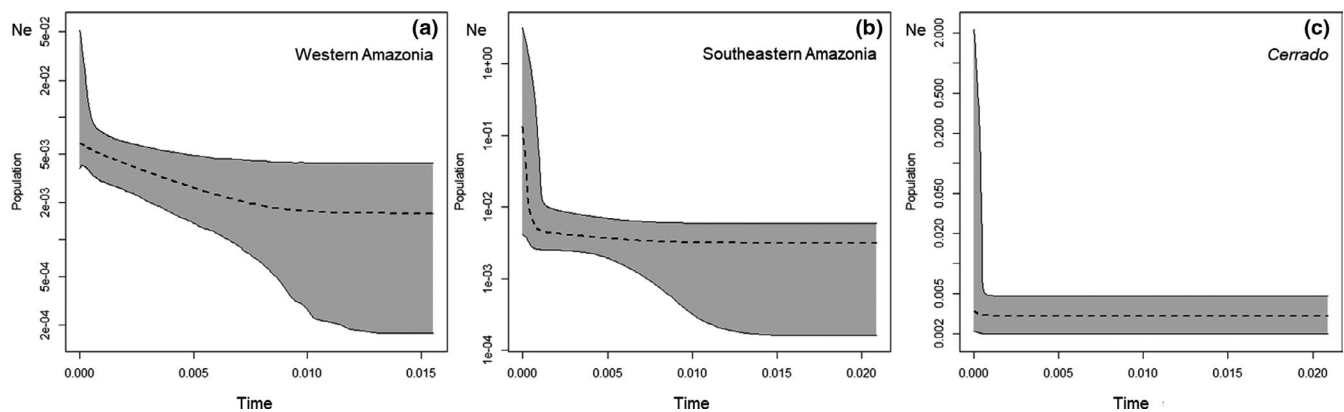 Ne
(a)
Western Amazonia
Population
5e-02
2e-02
5e-03
2e-03
5e-04
2e-04
0.000
0.005
0.010
0.015
Time
Ne
(b)
Southeastern Amazonia
Population
1e+00
1e-01
1e-02
1e-03
1e-04
0.000
0.005
0.010
0.015
0.020
Time
Ne
(c)
Cerrado
Population
2.000
0.500
0.200
0.050
0.020
0.005
0.002
0.000
0.005
0.010
0.015
0.020
Time